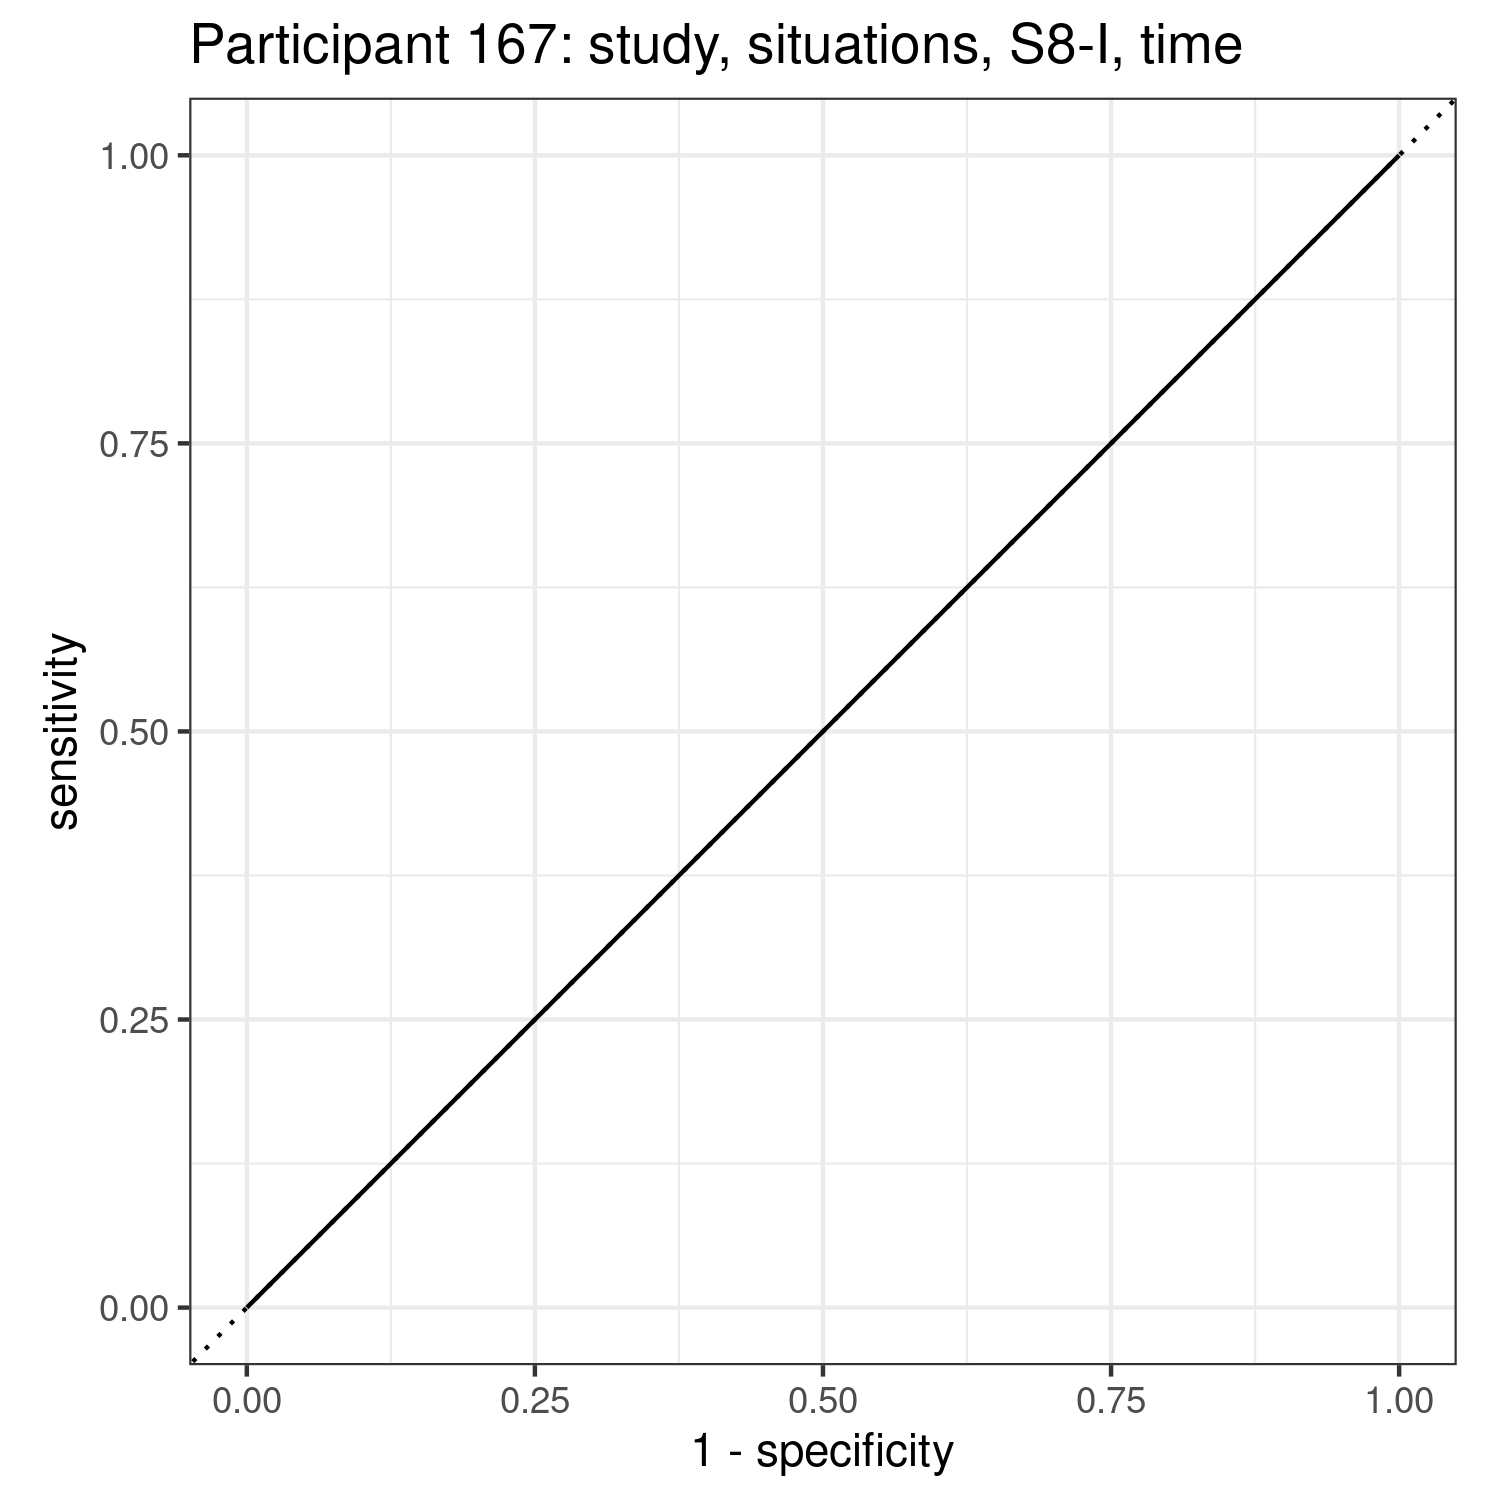 Participant 167: study, situations, S8-I, time
1.00
0.75
0.50
0.25
0.00
sensitivity
0.00 0.25 0.50 0.75 1.00
1 - specificity